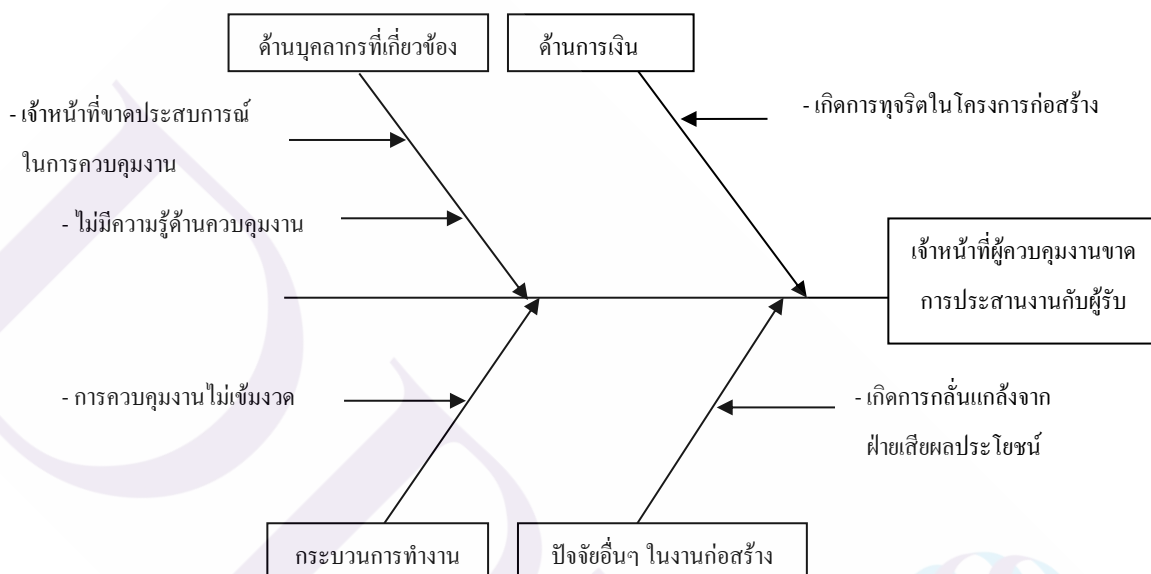 ด้านบุคลากรที่เกี่ยวข้อง
ด้านการเงิน
- เกิดการทุจริตในโครงการก่อสร้าง
- เจ้าหน้าที่ขาดประสบการณ์
ในการควบคุมงาน
- ไม่มีความรู้ด้านควบคุมงาน
เจ้าหน้าที่ผู้ควบคุมงานขาด
การประสานงานกับผู้รับ
- การควบคุมงานไม่เข้มงวด
- เกิดการกลั่นแกล้งจาก
ฝ่ายเสียผลประโยชน์
กระบวนการทำงาน
ปัจจัยอื่นๆ ในงานก่อสร้าง